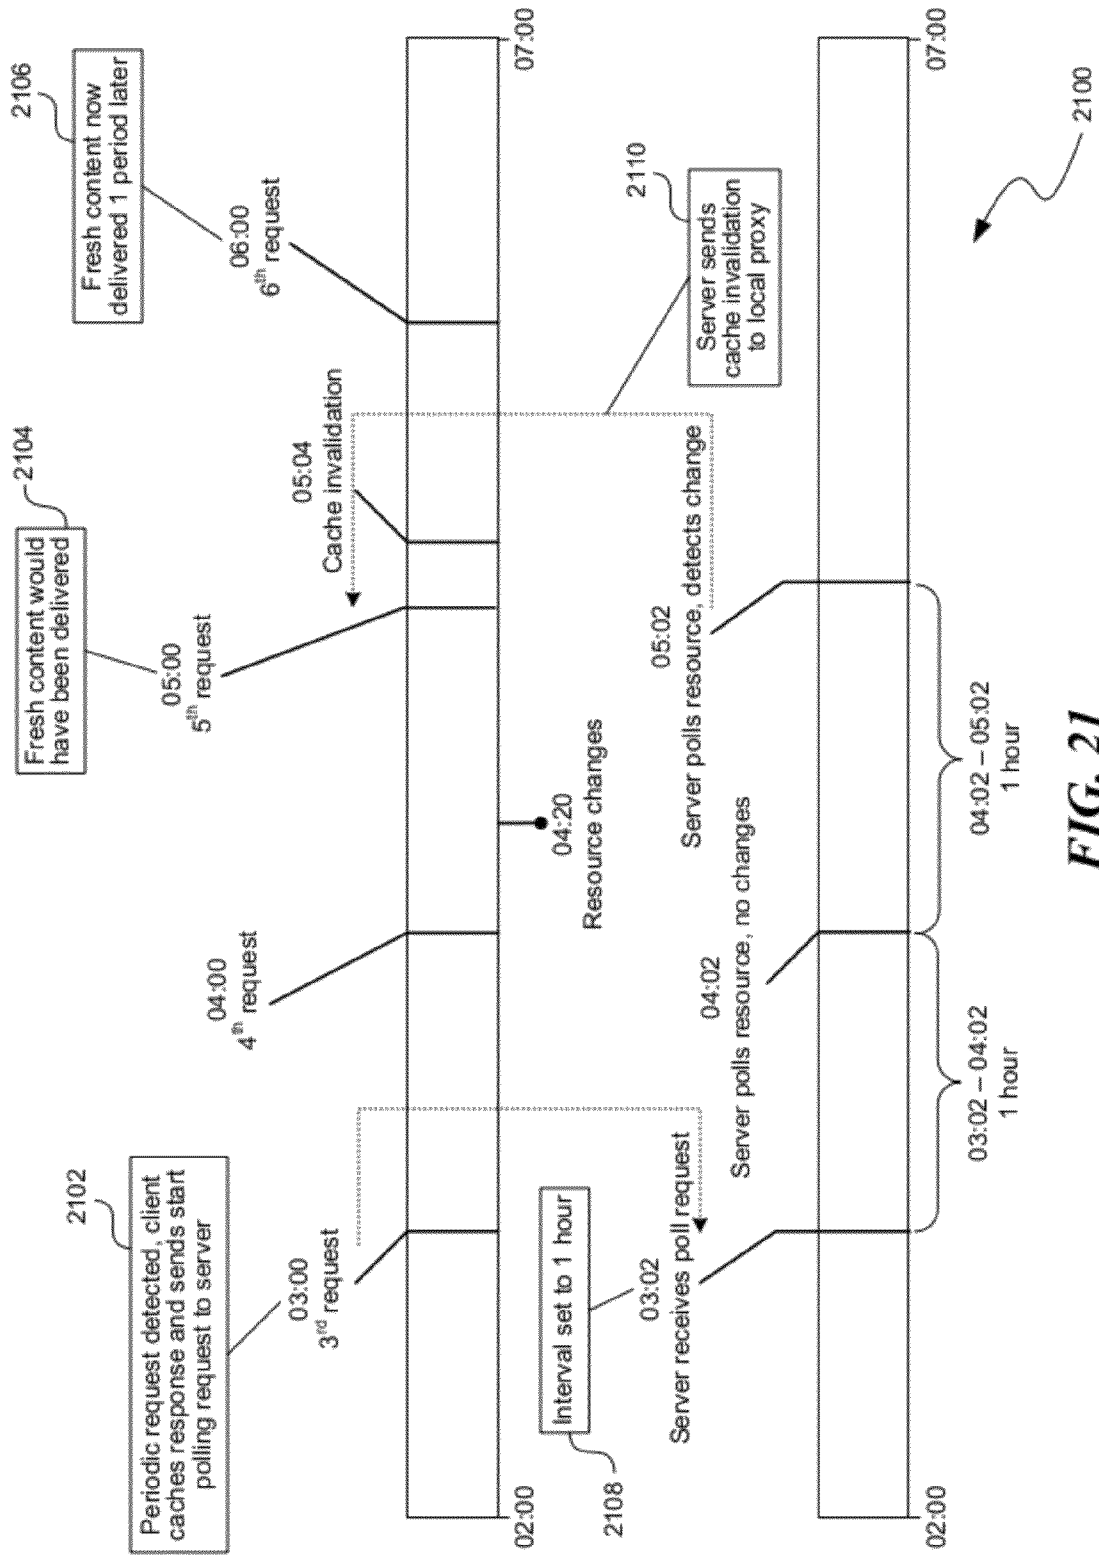 2102
Periodic request detected, client
caches response and sends start
polling request to server
03:00
3rd request
04:00
4th request
2104
Fresh content would
have been delivered
05:00
5th request
05:04
Cache invalidation
2106
Fresh content now
delivered 1 period later
06:00
6th request
02:00
07:00
04:20
Resource changes
2108
Interval set to 1 hour
03:02
Server receives poll request
04:02
Server polls resource, no changes
05:02
Server polls resource, detects change
2110
Server sends
cache invalidation
to local proxy
02:00
07:00
03:02 – 04:02
1 hour
04:02 – 05:02
1 hour
2100
FIG. 21